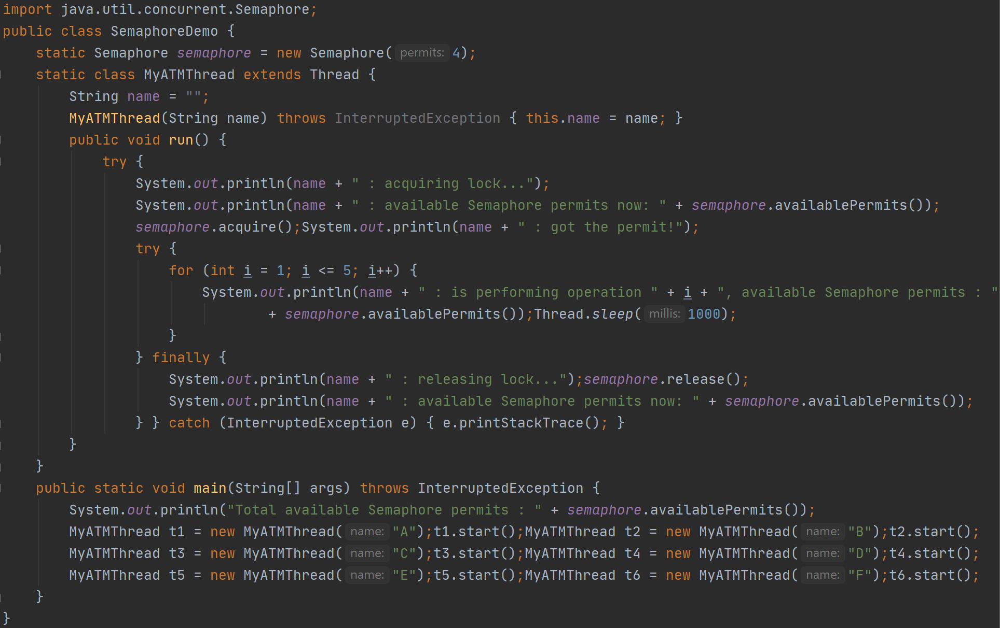 import java.util.concurrent.Semaphore;
public class SemaphoreDemo {
    static Semaphore semaphore = new Semaphore( permits: 4);
    static class MyATMThread extends Thread {
        String name = "";
        MyATMThread(String name) throws InterruptedException { this.name = name; }
        public void run() {
            try {
                System.out.println(name + " : acquiring lock...");
                System.out.println(name + " : available Semaphore permits now: " + semaphore.availablePermits());
                semaphore.acquire();System.out.println(name + " : got the permit!");
                try {
                    for (int i = 1; i <= 5; i++) {
                        System.out.println(name + " : is performing operation " + i + ", available Semaphore permits : "
                                + semaphore.availablePermits());Thread.sleep( millis: 1000);
                    }
                } finally {
                    System.out.println(name + " : releasing lock...");semaphore.release();
                    System.out.println(name + " : available Semaphore permits now: " + semaphore.availablePermits());
                } } catch (InterruptedException e) { e.printStackTrace(); }
        }
    }
    public static void main(String[] args) throws InterruptedException {
        System.out.println("Total available Semaphore permits : " + semaphore.availablePermits());
        MyATMThread t1 = new MyATMThread( name: "A");t1.start();MyATMThread t2 = new MyATMThread( name: "B");t2.start();
        MyATMThread t3 = new MyATMThread( name: "C");t3.start();MyATMThread t4 = new MyATMThread( name: "D");t4.start();
        MyATMThread t5 = new MyATMThread( name: "E");t5.start();MyATMThread t6 = new MyATMThread( name: "F");t6.start();
    }
}